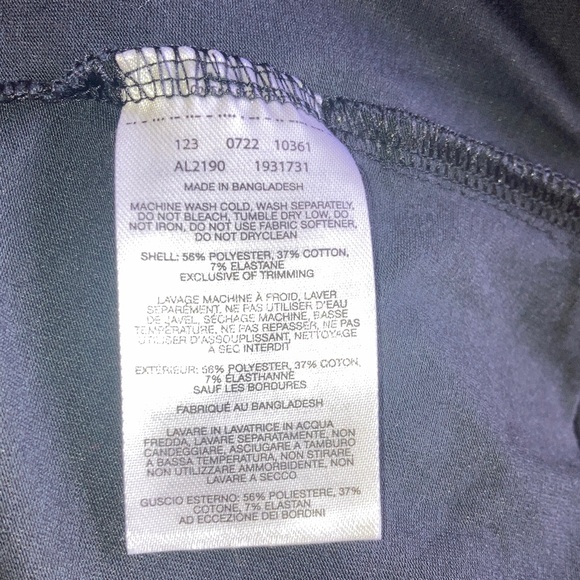 123 0722 10361
AL2190 1931731
MADE IN BANGLADESH
MACHINE WASH COLD, WASH SEPARATELY,
DO NOT BLEACH, TUMBLE DRY LOW, DO
NOT IRON, DO NOT USE FABRIC SOFTENER,
DO NOT DRYCLEAN
SHELL: 56% POLYESTER, 37% COTTON,
7% ELASTANE
EXCLUSIVE OF TRIMMING
LAVAGE MACHINE À FROID, LAVER
SÉPARÉMENT, NE PAS UTILISER D'EAU
DE JAVEL, SÉCHAGE MACHINE, BASSE
TEMPÉRATURE, NE PAS REPASSER, NE PAS
UTILISER D'ASSOUPLISSANT, NETTOYAGE
A SEC INTERDIT
EXTÉRIEUR: 56% POLYESTER, 37% COTON,
7% ÉLASTHANNE
SAUF LES BORDURES
FABRIQUÉ AU BANGLADESH
LAVARE IN LAVATRICE IN ACQUA
FREDDA, LAVARE SEPARATAMENTE, NON
CANDEGGIARE, ASCIUGARE A TAMBURO
A BASSA TEMPERATURA, NON STIRARE,
NON UTILIZZARE AMMORBIDENTE, NON
LAVARE A SECCO
GUSCIO ESTERNO: 56% POLIESTERE, 37%
COTONE, 7% ELASTAN
AD ECCEZIONE DEI BORDINI